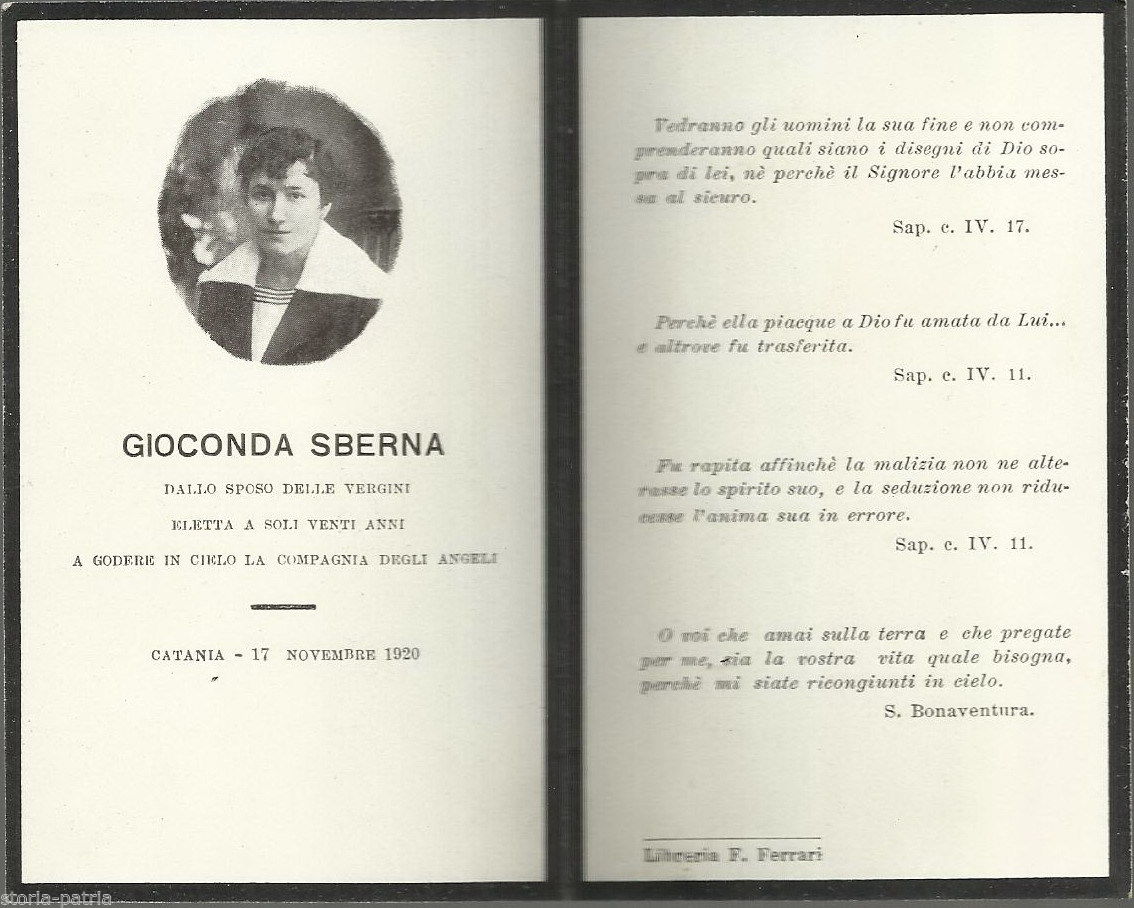 GIOCONDA SBERNA
DALLO SPOSO DELLE VERGINI
ELETTA A SOLI VENTI ANNI
A GODERE IN CIELO LA COMPAGNIA DEGLI ANGELI
CATANIA - 17 NOVEMBRE 1920
Vedranno gli uomini la sua fine e non com-
prenderanno quali siano i disegni di Dio so-
pra di lei, nè perchè il Signore l'abbia mes-
sa al sicuro.
Sap. c. IV. 17.
Perchè ella piacque a Dio fu amata da Lui...
e altrove fu trasferita.
Sap. c. IV. 11.
Fu rapita affinchè la malizia non ne alte-
rasse lo spirito suo, e la seduzione non ridu-
cesse l'anima sua in errore.
Sap. c. IV. 11.
O voi che amai sulla terra e che pregate
per me, sia la vostra vita quale bisogna,
perchè mi siate ricongiunti in cielo.
S. Bonaventura.
Libreria F. Ferrari
storia-patria